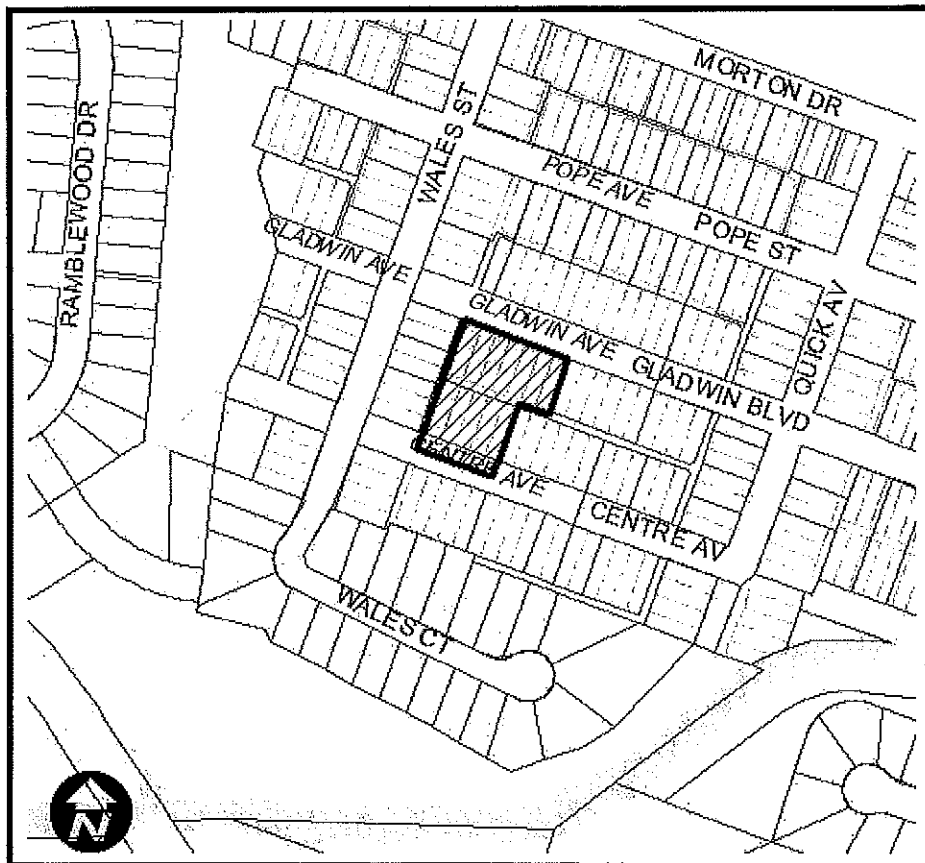 MORTON DR
RAMBLEWOOD DR
WALES ST
POPE AVE
POPE ST
GLADWIN AVE
QUICK AV
GLADWIN AVE
GLADWIN BLVD
CENTRE AVE
CENTRE AV
WALES CT
N